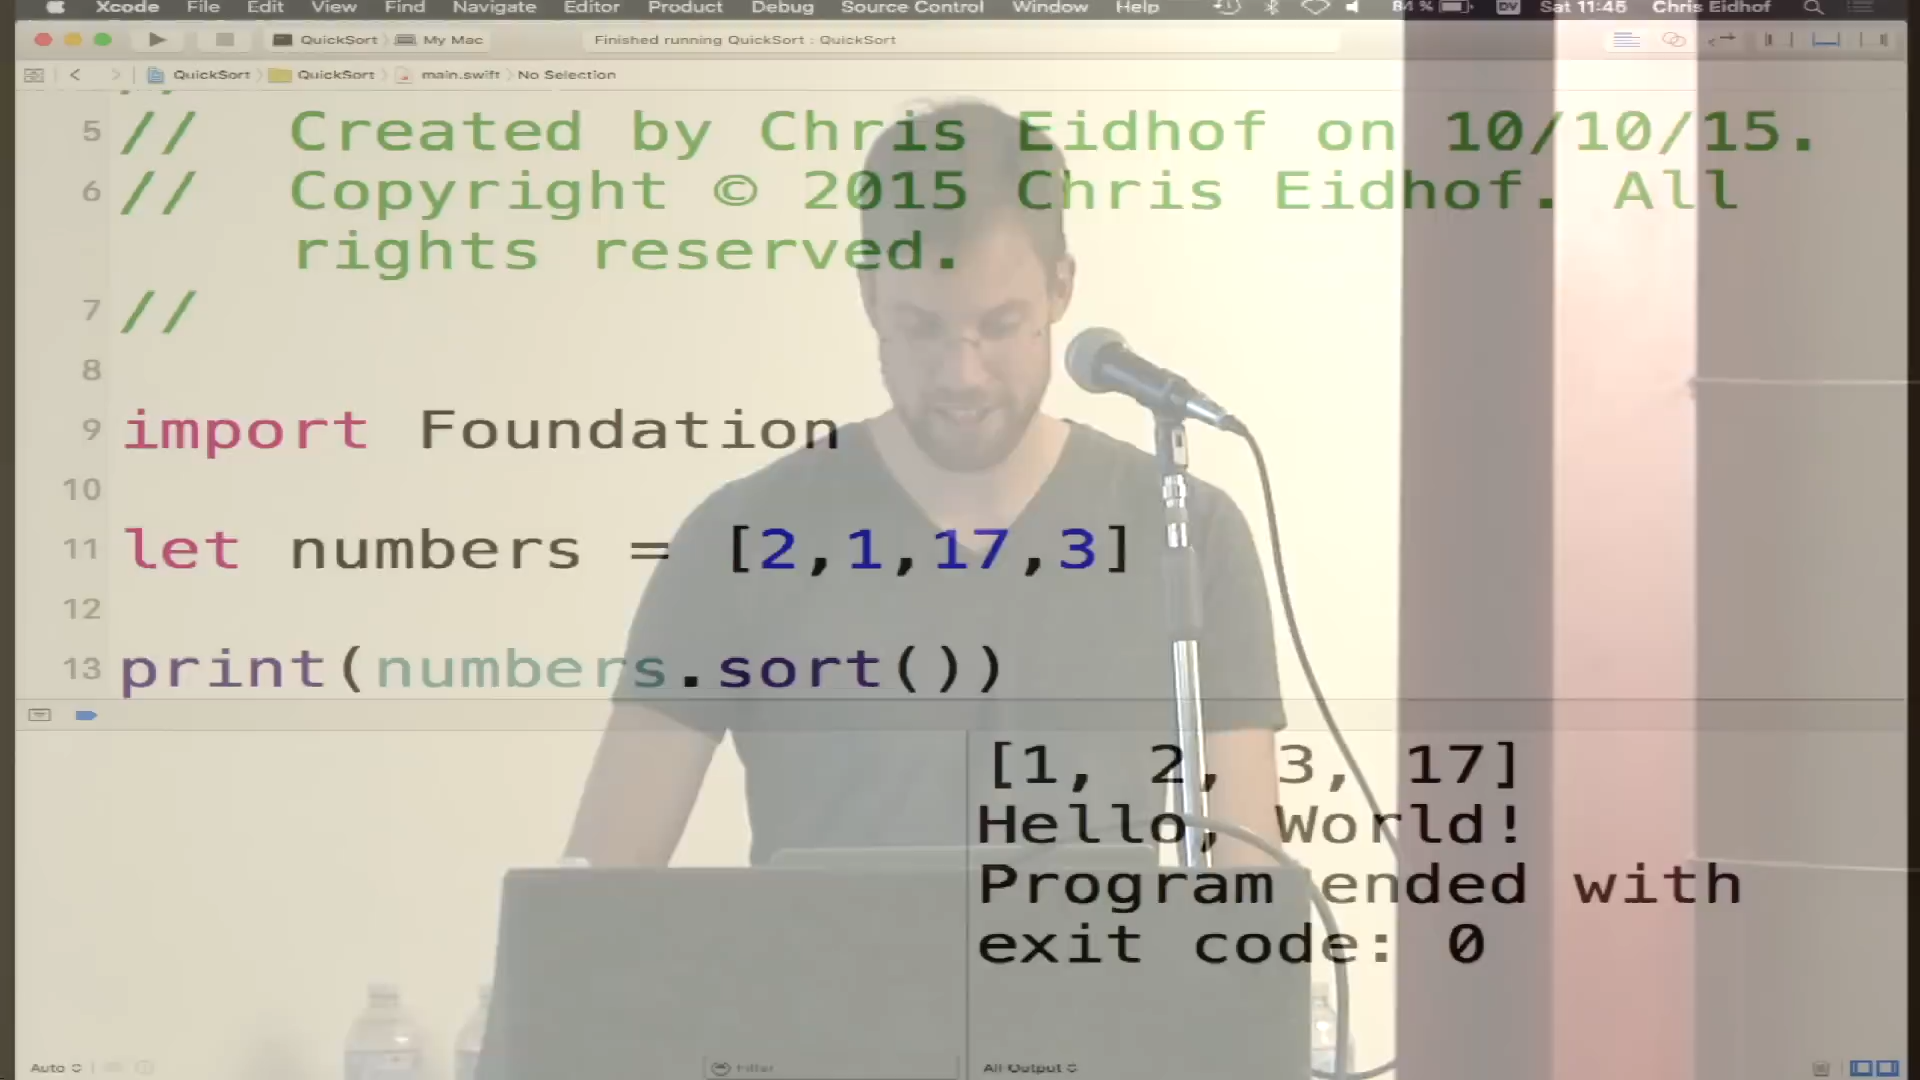 Xcode File Edit View Find Navigate Editor Product Debug Source Control Window Help 84 % DV Sat 11:45 Chris Eidhof
QuickSort My Mac Finished running QuickSort : QuickSort
QuickSort QuickSort main.swift No Selection
5 // Created by Chris Eidhof on 10/10/15.
6 // Copyright © 2015 Chris Eidhof. All
rights reserved.
7 //
8
9 import Foundation
10
11 let numbers = [2,1,17,3]
12
13 print(numbers.sort())
[1, 2, 3, 17]
Hello, World!
Program ended with
exit code: 0
Auto Filter All Output